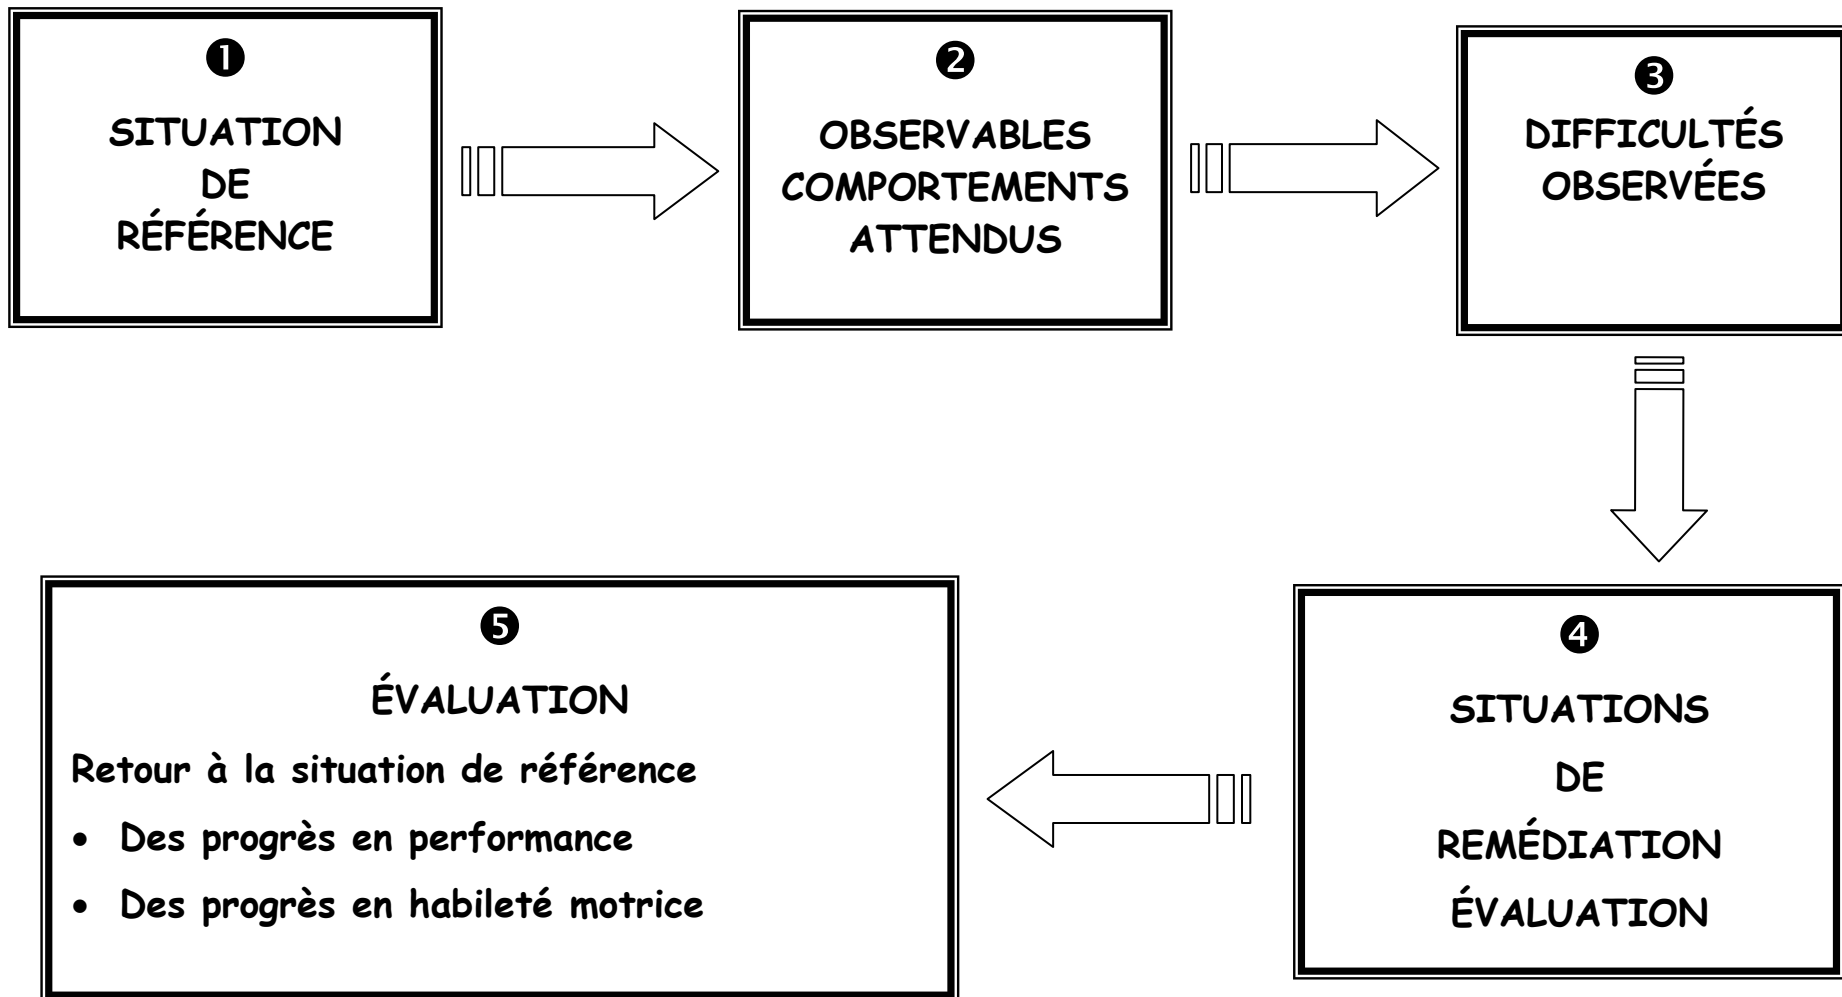 ❶
SITUATION
DE
RÉFÉRENCE
❷
OBSERVABLES
COMPORTEMENTS
ATTENDUS
❸
DIFFICULTÉS
OBSERVÉES
❹
SITUATIONS
DE
REMÉDIATION
ÉVALUATION
❺
ÉVALUATION
Retour à la situation de référence
• Des progrès en performance
• Des progrès en habileté motrice